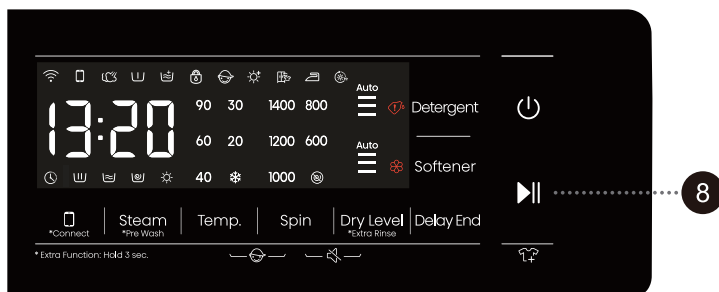 Auto
90 30 1400 800
Detergent
13:20
60 20 1200 600
Auto
Softener
40 1000
8
*Connect
Steam
*Pre Wash
Temp.
Spin
Dry Level
*Extra Rinse
Delay End
* Extra Function: Hold 3 sec.